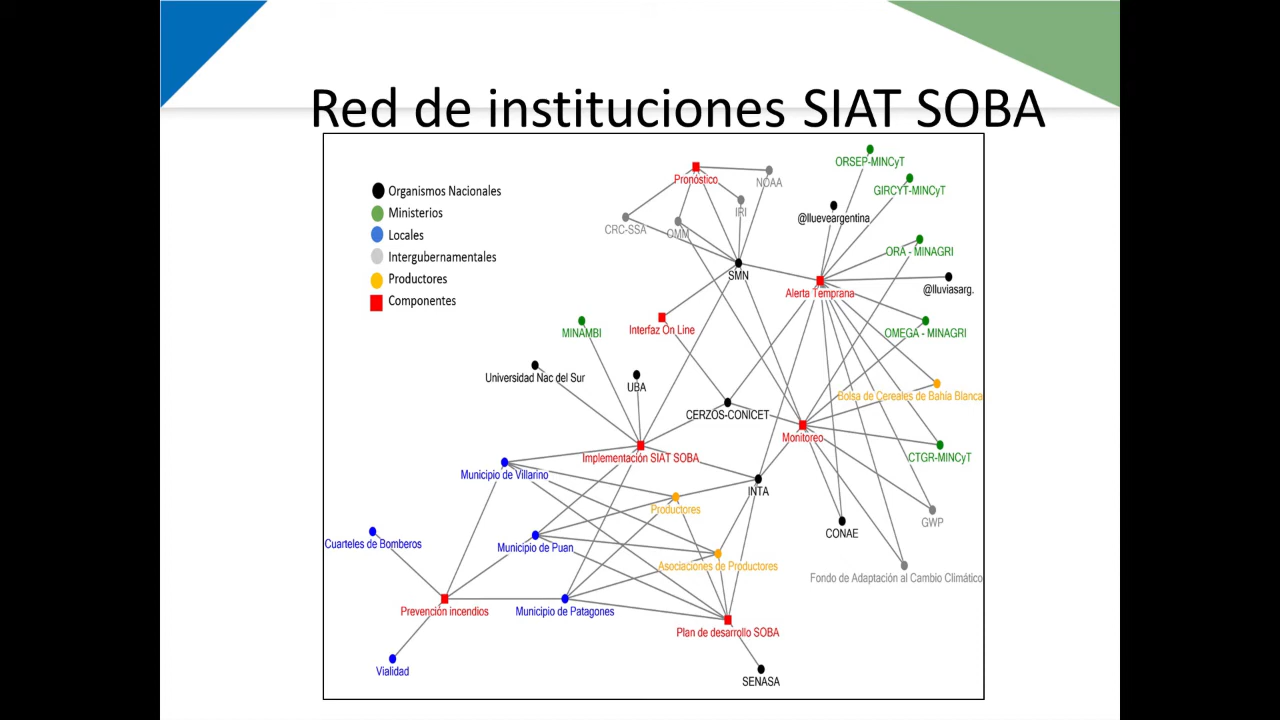 Red de instituciones SIAT SOBA
Organismos Nacionales
Ministerios
Locales
Intergubernamentales
Productores
Componentes
ORSEP-MINCyT
Pronóstico
NOAA
GIRCYT-MINCyT
IRI
@llueveargentina
CRC-SSA
OMM
ORA - MINAGRI
SMN
Alerta Temprana
@lluviasarg.
Interfaz On Line
MINAMBI
OMEGA - MINAGRI
Universidad Nac del Sur
UBA
Bolsa de Cereales de Bahía Blanca
CERZOS-CONICET
Monitoreo
Implementación SIAT SOBA
CTGR-MINCyT
Municipio de Villarino
INTA
Productores
GWP
CONAE
Cuarteles de Bomberos
Municipio de Puan
Asociaciones de Productores
Fondo de Adaptación al Cambio Climático
Prevención incendios
Municipio de Patagones
Plan de desarrollo SOBA
Vialidad
SENASA